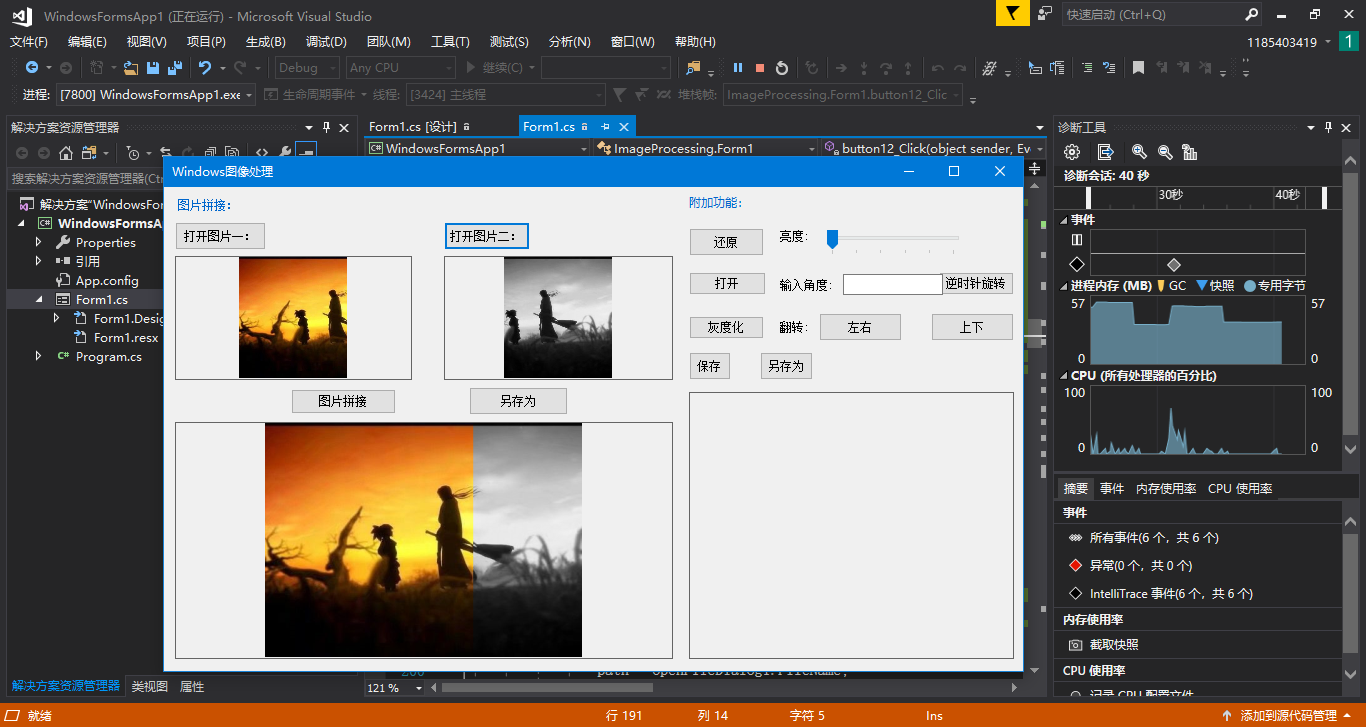 WindowsFormsApp1 (正在运行) - Microsoft Visual Studio
快速启动 (Ctrl+Q)
文件(F) 编辑(E) 视图(V) 项目(P) 生成(B) 调试(D) 团队(M) 工具(T) 测试(S) 分析(N) 窗口(W) 帮助(H)
1185403419 1
Debug Any CPU 继续(C)
进程: [7800] WindowsFormsApp1.exe 生命周期事件 线程: [3424] 主线程 堆栈帧: ImageProcessing.Form1.button12_Clic
解决方案资源管理器
搜索解决方案资源管理器(Ct
解决方案"WindowsFor
WindowsFormsA
Properties
引用
App.config
Form1.cs
Form1.Desig
Form1.resx
Program.cs
解决方案资源管理器 类视图 属性
Form1.cs [设计] Form1.cs
WindowsFormsApp1 ImageProcessing.Form1 button12_Click(object sender, Eve
Windows图像处理
图片拼接:
打开图片一: 打开图片二:
图片拼接 另存为
附加功能:
还原 亮度:
打开 输入角度: 逆时针旋转
灰度化 翻转: 左右 上下
保存 另存为
200 path = openFileDialog1.FileName;
121 %
诊断工具
诊断会话: 40 秒
30秒 40秒
事件
进程内存 (MB) GC 快照 专用字节
57 57
0 0
CPU (所有处理器的百分比)
100 100
0 0
摘要 事件 内存使用率 CPU 使用率
事件
所有事件(6 个，共 6 个)
异常(0 个，共 0 个)
IntelliTrace 事件(6 个，共 6 个)
内存使用率
截取快照
CPU 使用率
记录 CPU 配置文件
就绪 行 191 列 14 字符 5 Ins 添加到源代码管理